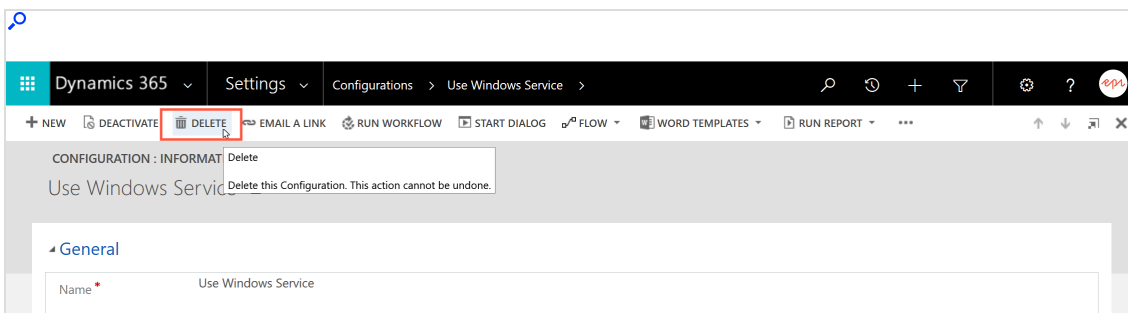 Dynamics 365 Settings Configurations > Use Windows Service > ? epi
NEW DEACTIVATE DELETE EMAIL A LINK RUN WORKFLOW START DIALOG FLOW WORD TEMPLATES RUN REPORT ...
CONFIGURATION : INFORMAT
Delete
Use Windows Service
Delete this Configuration. This action cannot be undone.
General
Name* Use Windows Service